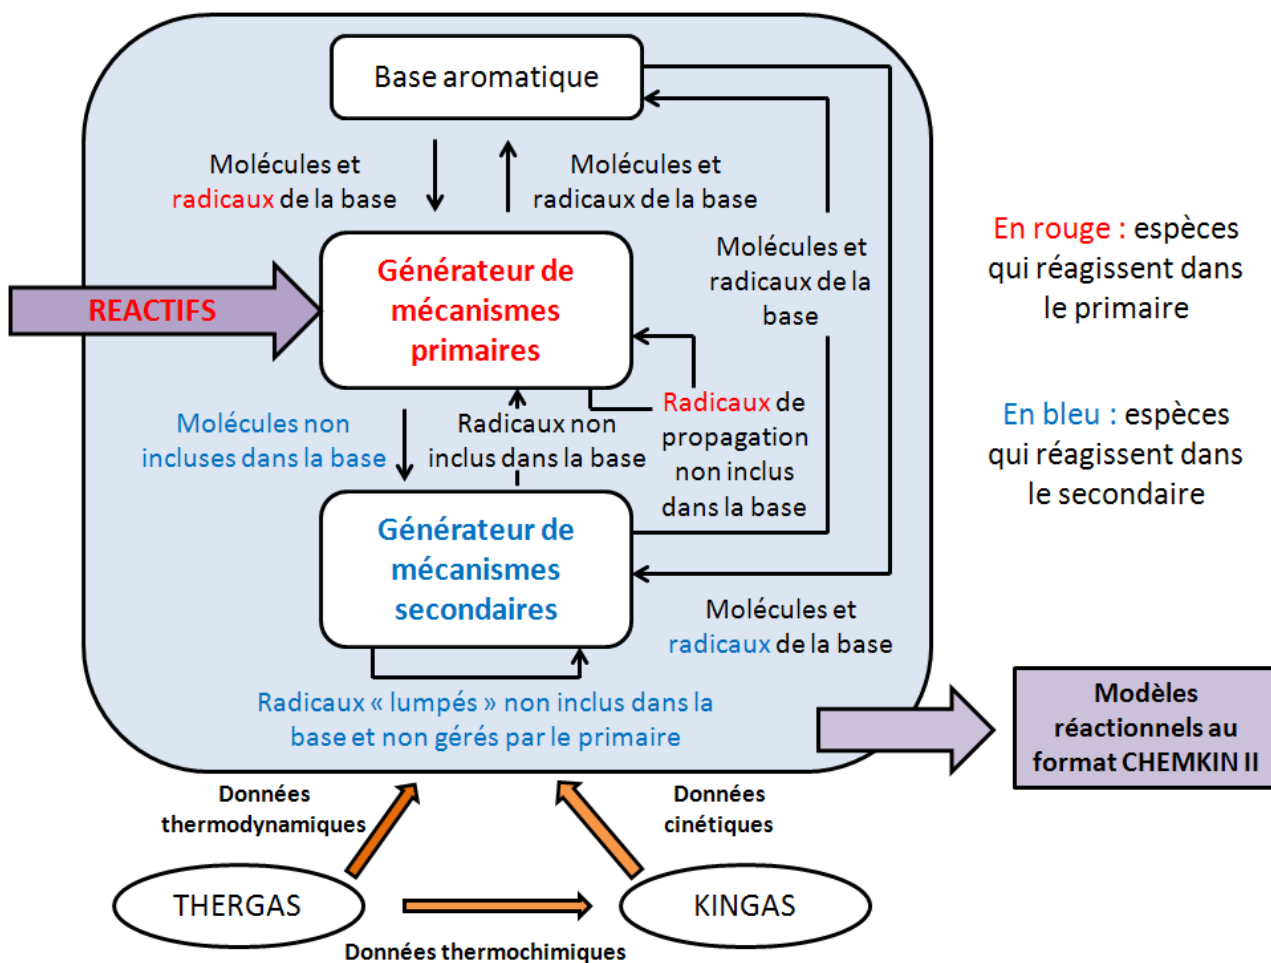 Base aromatique
Molécules et
radicaux de la base
Molécules et
radicaux de la base
Générateur de
mécanismes
primaires
REACTIFS
Molécules et
radicaux de la
base
En rouge : espèces
qui réagissent dans
le primaire
Molécules non
incluses dans la base
Radicaux non
inclus dans la base
Radicaux de
propagation
non inclus
dans la base
En bleu : espèces
qui réagissent dans
le secondaire
Générateur de
mécanismes
secondaires
Molécules et
radicaux de la base
Radicaux « lumpés » non inclus dans la
base et non gérés par le primaire
Modèles
réactionnels au
format CHEMKIN II
Données
thermodynamiques
Données
cinétiques
THERGAS
KINGAS
Données thermochimiques